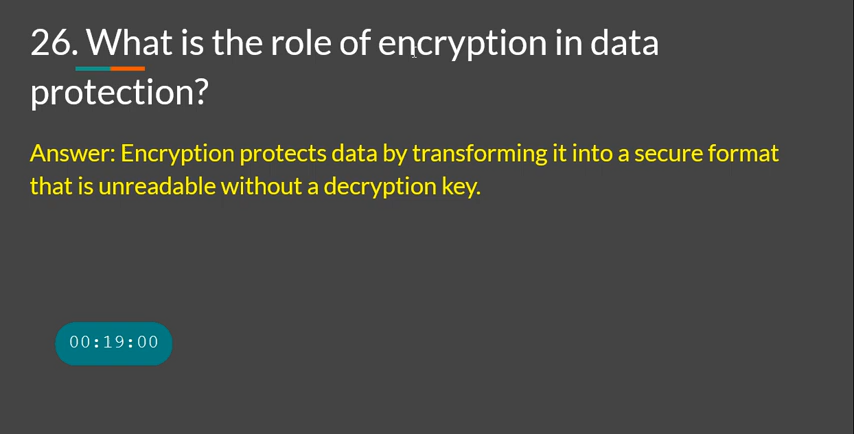 26. What is the role of encryption in data
protection?
Answer: Encryption protects data by transforming it into a secure format
that is unreadable without a decryption key.
00:19:00